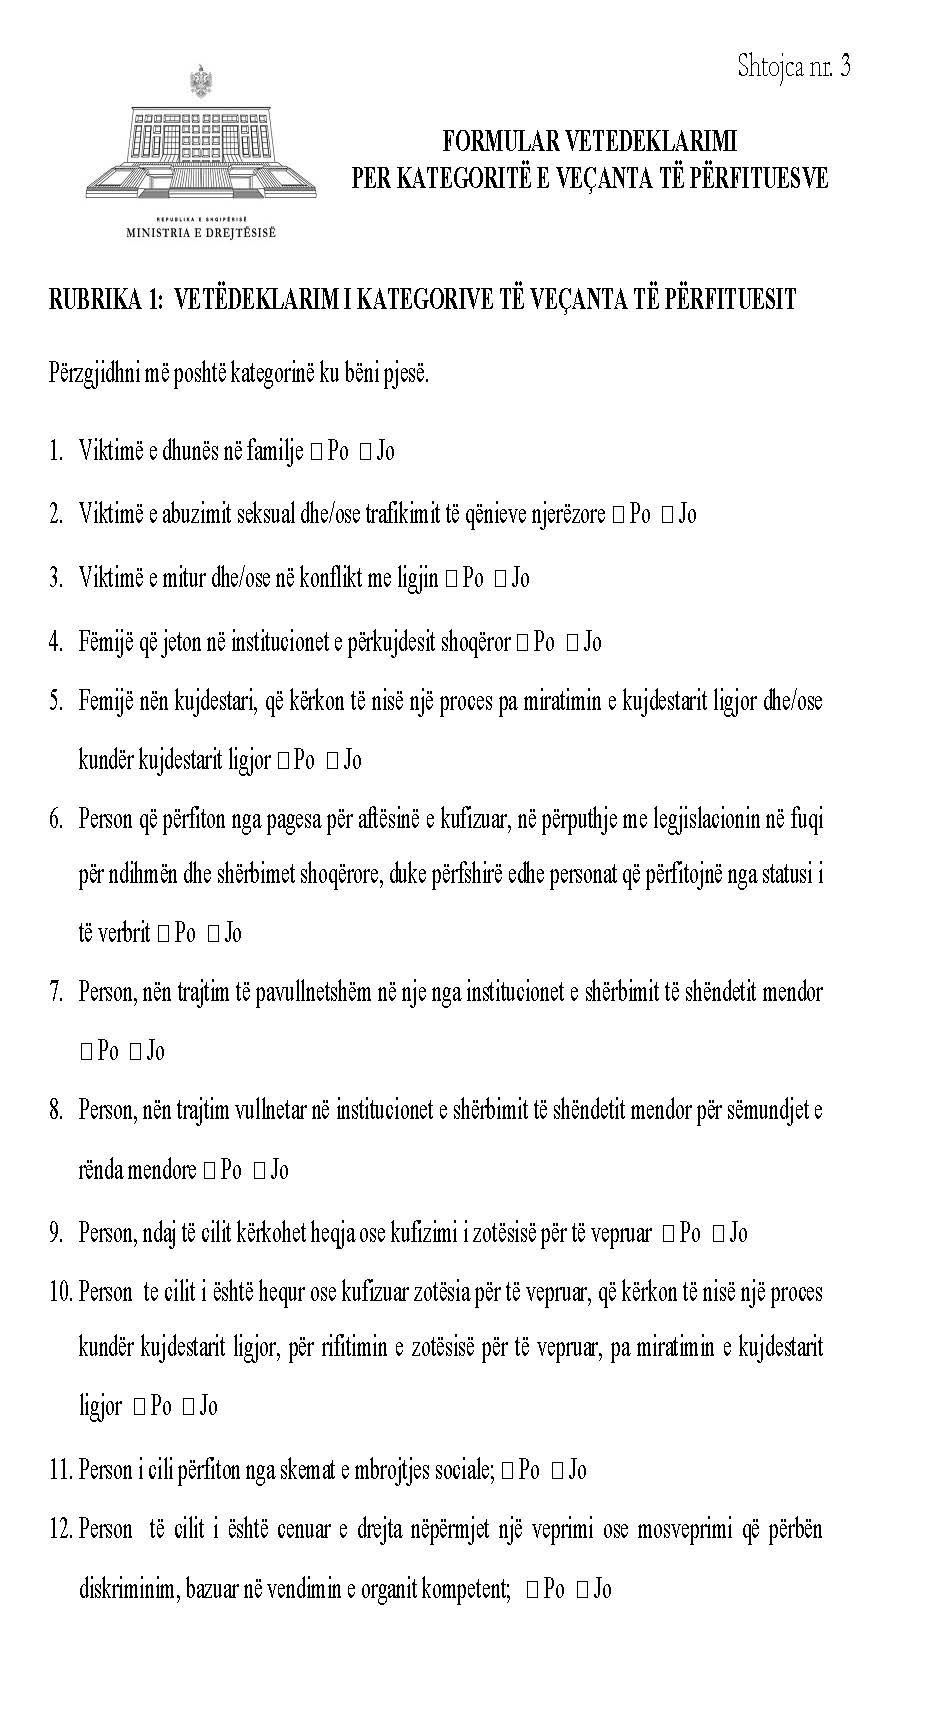 Shtojca nr. 3
FORMULAR VETEDEKLARIMI
PER KATEGORITË E VEÇANTA TË PËRFITUESVE
REPUBLIKA E SHQIPËRISË
MINISTRIA E DREJTËSISË
RUBRIKA 1: VETËDEKLARIM I KATEGORIVE TË VEÇANTA TË PËRFITUESIT
Përzgjidhni më poshtë kategorinë ku bëni pjesë.
1. Viktimë e dhunës në familje □ Po □ Jo
2. Viktimë e abuzimit seksual dhe/ose trafikimit të qënieve njerëzore □ Po □ Jo
3. Viktimë e mitur dhe/ose në konflikt me ligjin □ Po □ Jo
4. Fëmijë që jeton në institucionet e përkujdesit shoqëror □ Po □ Jo
5. Femijë nën kujdestari, që kërkon të nisë një proces pa miratimin e kujdestarit ligjor dhe/ose
kundër kujdestarit ligjor □ Po □ Jo
6. Person që përfiton nga pagesa për aftësinë e kufizuar, në përputhje me legjislacionin në fuqi
për ndihmën dhe shërbimet shoqërore, duke përfshirë edhe personat që përfitojnë nga statusi i
të verbrit □ Po □ Jo
7. Person, nën trajtim të pavullnetshëm në nje nga institucionet e shërbimit të shëndetit mendor
□ Po □ Jo
8. Person, nën trajtim vullnetar në institucionet e shërbimit të shëndetit mendor për sëmundjet e
rënda mendore □ Po □ Jo
9. Person, ndaj të cilit kërkohet heqja ose kufizimi i zotësisë për të vepruar □ Po □ Jo
10. Person te cilit i është hequr ose kufizuar zotësia për të vepruar, që kërkon të nisë një proces
kundër kujdestarit ligjor, për rifitimin e zotësisë për të vepruar, pa miratimin e kujdestarit
ligjor □ Po □ Jo
11. Person i cili përfiton nga skemat e mbrojtjes sociale; □ Po □ Jo
12. Person të cilit i është cenuar e drejta nëpërmjet një veprimi ose mosveprimi që përbën
diskriminim, bazuar në vendimin e organit kompetent; □ Po □ Jo